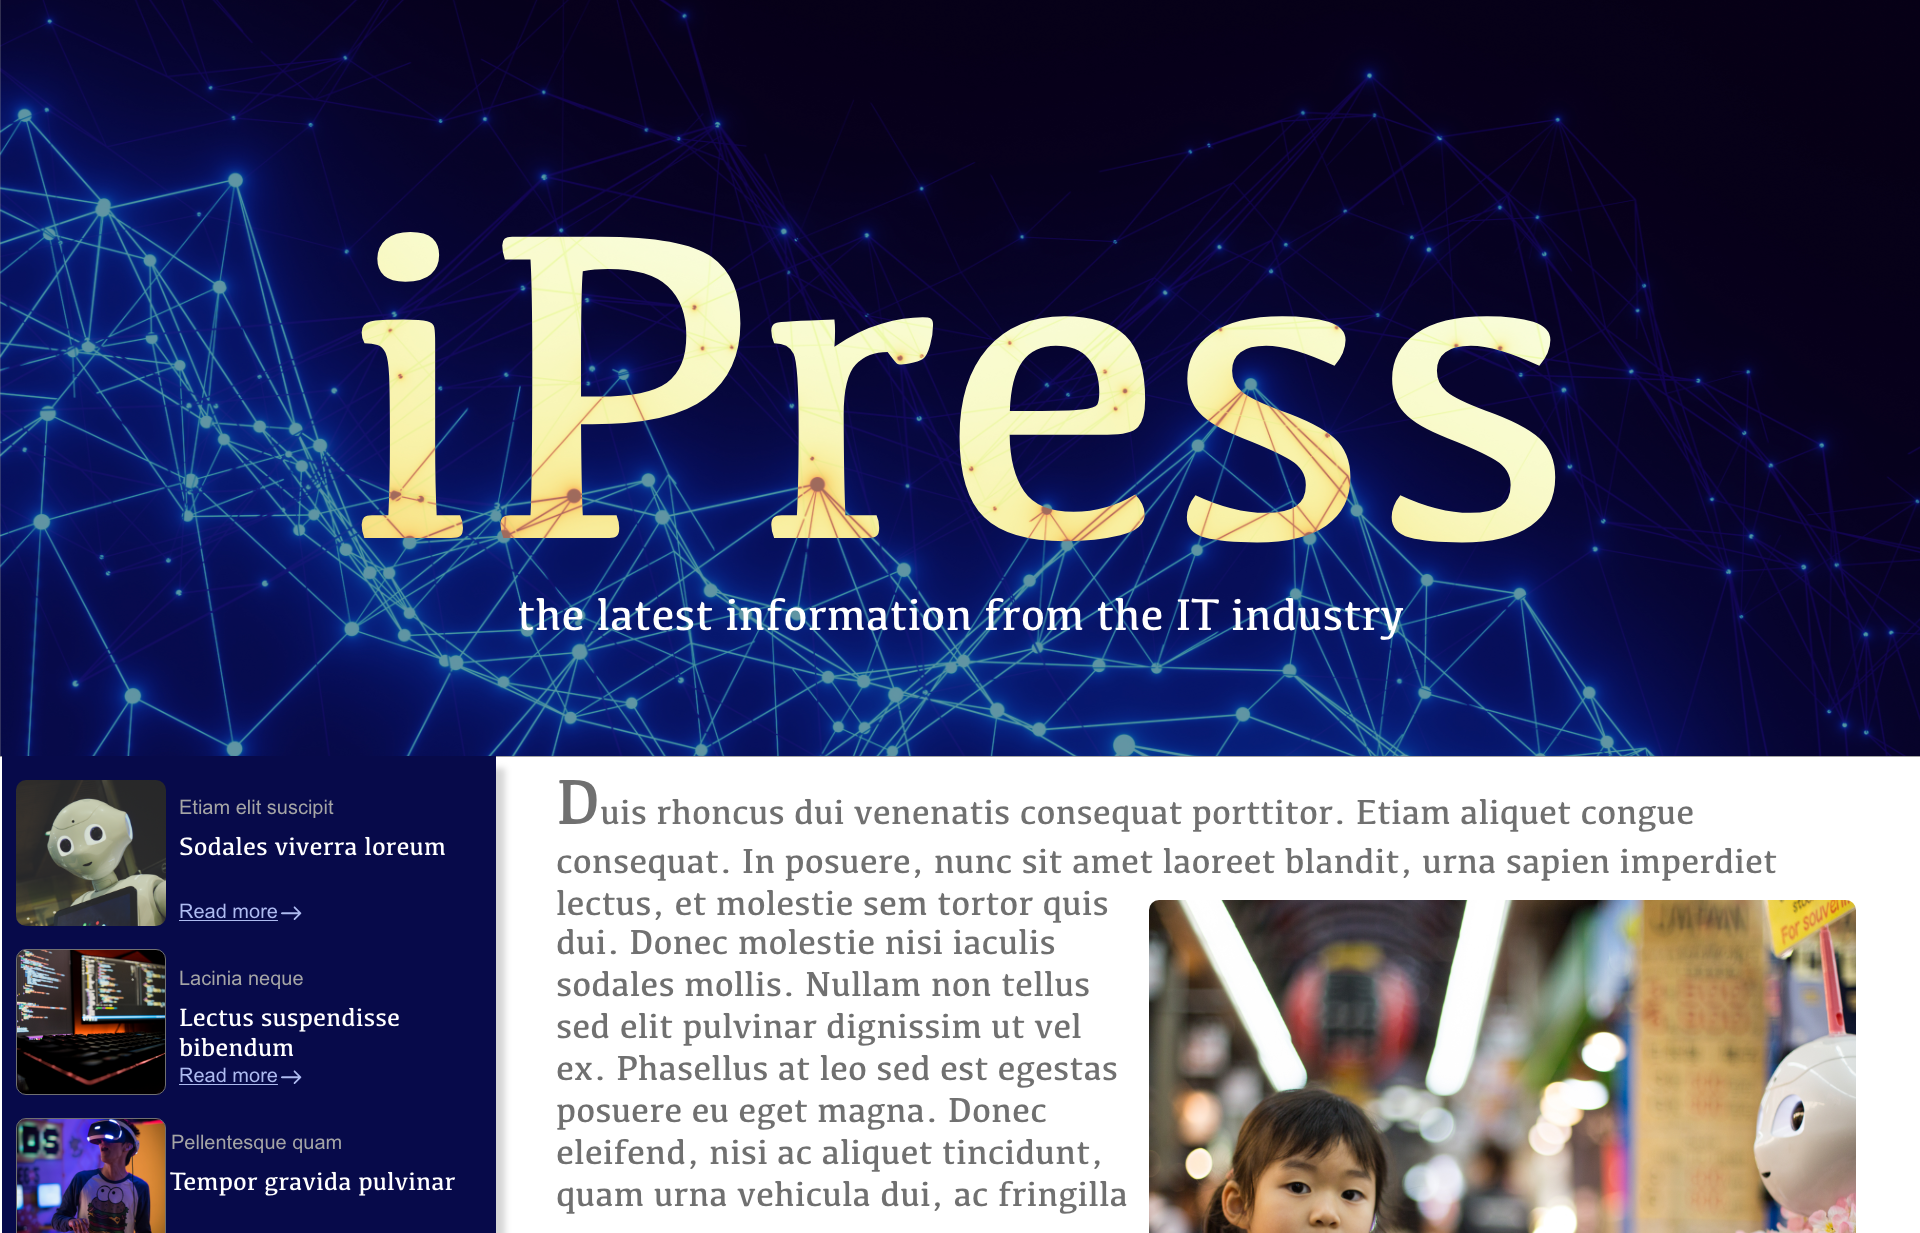 iPress
the latest information from the IT industry
Etiam elit suscipit
Sodales viverra loreum
Read more
Lacinia neque
Lectus suspendisse
bibendum
Read more
DS
Pellentesque quam
Tempor gravida pulvinar
Duis rhoncus dui venenatis consequat porttitor. Etiam aliquet congue
consequat. In posuere, nunc sit amet laoreet blandit, urna sapien imperdiet
lectus, et molestie sem tortor quis
dui. Donec molestie nisi iaculis
sodales mollis. Nullam non tellus
sed elit pulvinar dignissim ut vel
ex. Phasellus at leo sed est egestas
posuere eu eget magna. Donec
eleifend, nisi ac aliquet tincidunt,
quam urna vehicula dui, ac fringilla
For souvenir